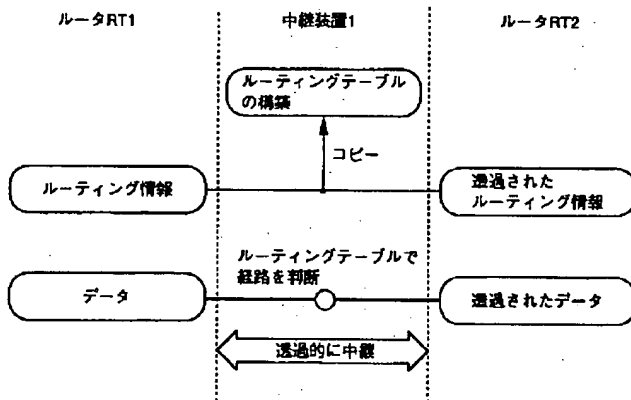 ルータRT1
中継装置1
ルータRT2
ルーティングテーブル
の構築
コピー
ルーティング情報
透過された
ルーティング情報
ルーティングテーブルで
経路を判断
データ
透過されたデータ
透過的に中継